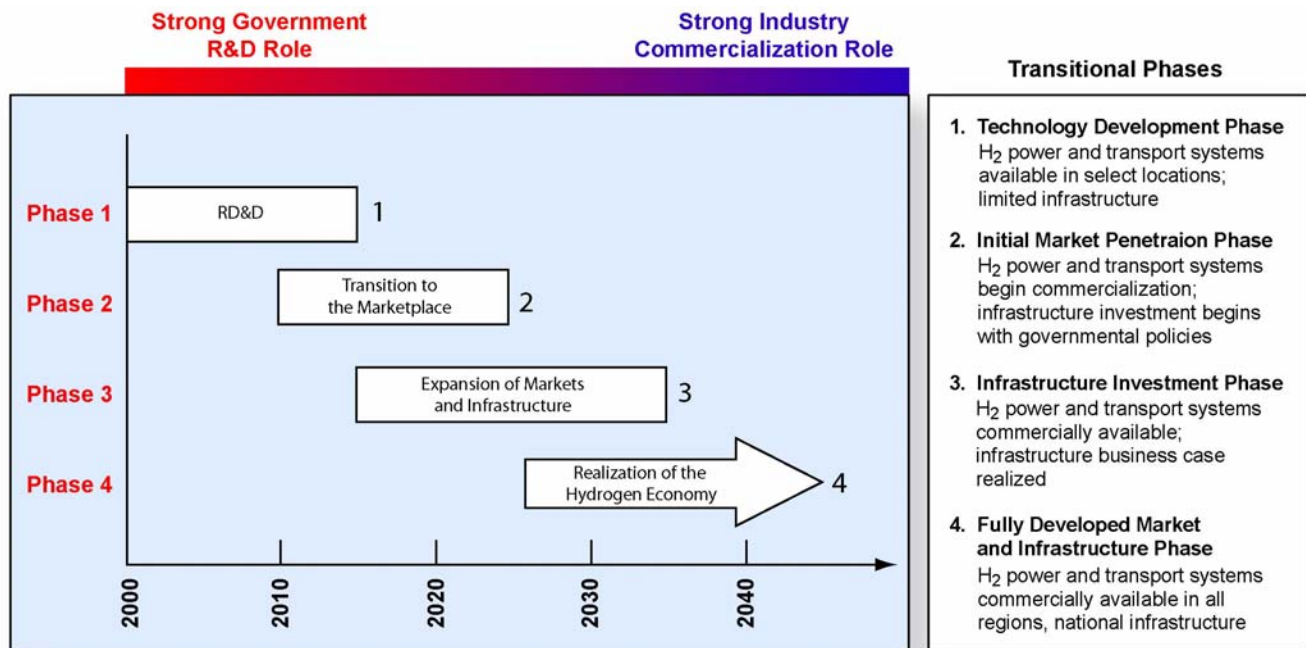 Strong Government
R&D Role
Strong Industry
Commercialization Role
Phase 1
RD&D
1
Phase 2
Transition to
the Marketplace
2
Phase 3
Expansion of Markets
and Infrastructure
3
Phase 4
Realization of the
Hydrogen Economy
4
2000
2010
2020
2030
2040
Transitional Phases
1. Technology Development Phase
H₂ power and transport systems
available in select locations;
limited infrastructure
2. Initial Market Penetraion Phase
H₂ power and transport systems
begin commercialization;
infrastructure investment begins
with governmental policies
3. Infrastructure Investment Phase
H₂ power and transport systems
commercially available;
infrastructure business case
realized
4. Fully Developed Market
and Infrastructure Phase
H₂ power and transport systems
commercially available in all
regions, national infrastructure